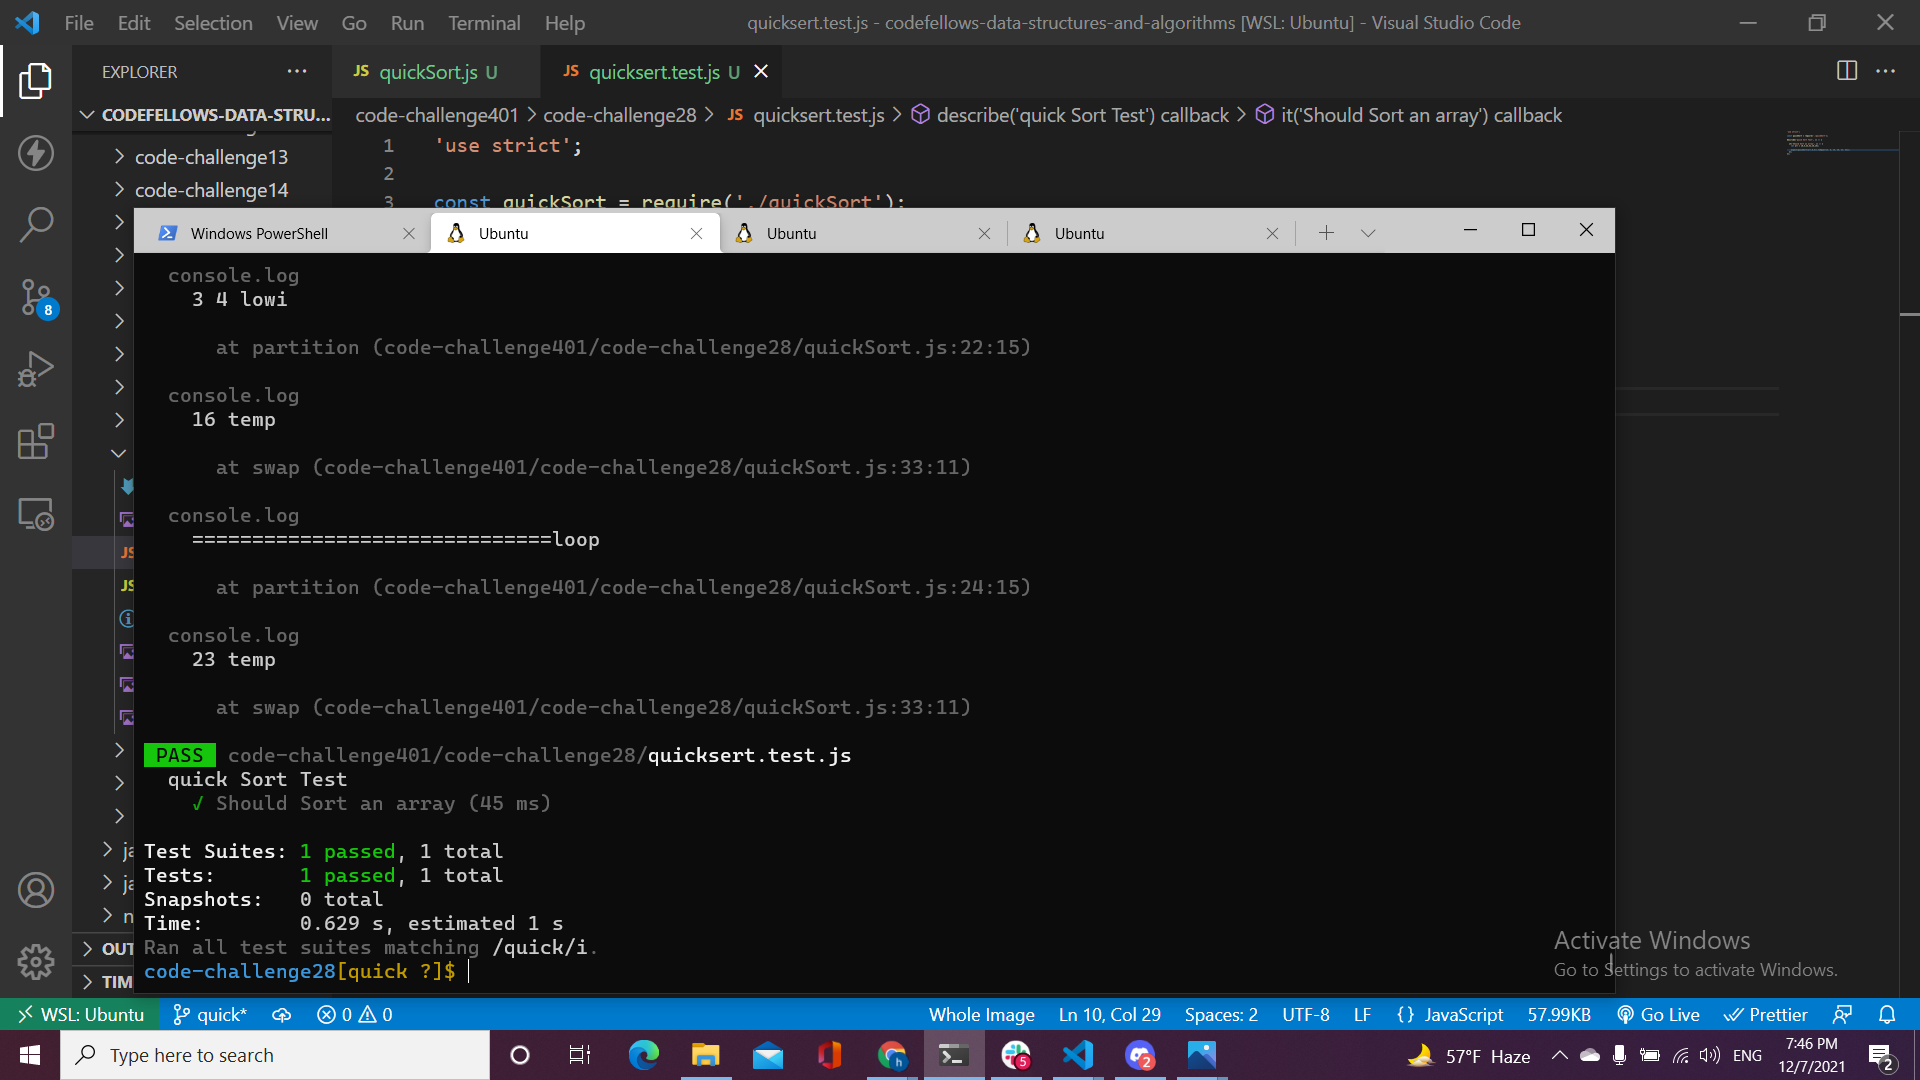 File Edit Selection View Go Run Terminal Help
quicksert.test.js - codefellows-data-structures-and-algorithms [WSL: Ubuntu] - Visual Studio Code
EXPLORER
JS quickSort.js U
JS quicksert.test.js U
CODEFELLOWS-DATA-STRU...
code-challenge401 > code-challenge28 > JS quicksert.test.js > describe('quick Sort Test') callback > it('Should Sort an array') callback
code-challenge13
code-challenge14
1 'use strict';
2
3 const quickSort = require('./quickSort');
Windows PowerShell
Ubuntu
Ubuntu
Ubuntu
console.log
3 4 lowi
at partition (code-challenge401/code-challenge28/quickSort.js:22:15)
console.log
16 temp
at swap (code-challenge401/code-challenge28/quickSort.js:33:11)
console.log
==============================loop
at partition (code-challenge401/code-challenge28/quickSort.js:24:15)
console.log
23 temp
at swap (code-challenge401/code-challenge28/quickSort.js:33:11)
PASS code-challenge401/code-challenge28/quicksert.test.js
quick Sort Test
√ Should Sort an array (45 ms)
Test Suites: 1 passed, 1 total
Tests: 1 passed, 1 total
Snapshots: 0 total
Time: 0.629 s, estimated 1 s
Ran all test suites matching /quick/i.
code-challenge28[quick ?]$
8
JS
JS
ja
ja
n
OUT
TIM
Activate Windows
Go to Settings to activate Windows.
WSL: Ubuntu quick* 0 0
Whole Image Ln 10, Col 29 Spaces: 2 UTF-8 LF {} JavaScript 57.99KB Go Live Prettier
Type here to search
h
5
2
57°F Haze
ENG
7:46 PM
12/7/2021
2